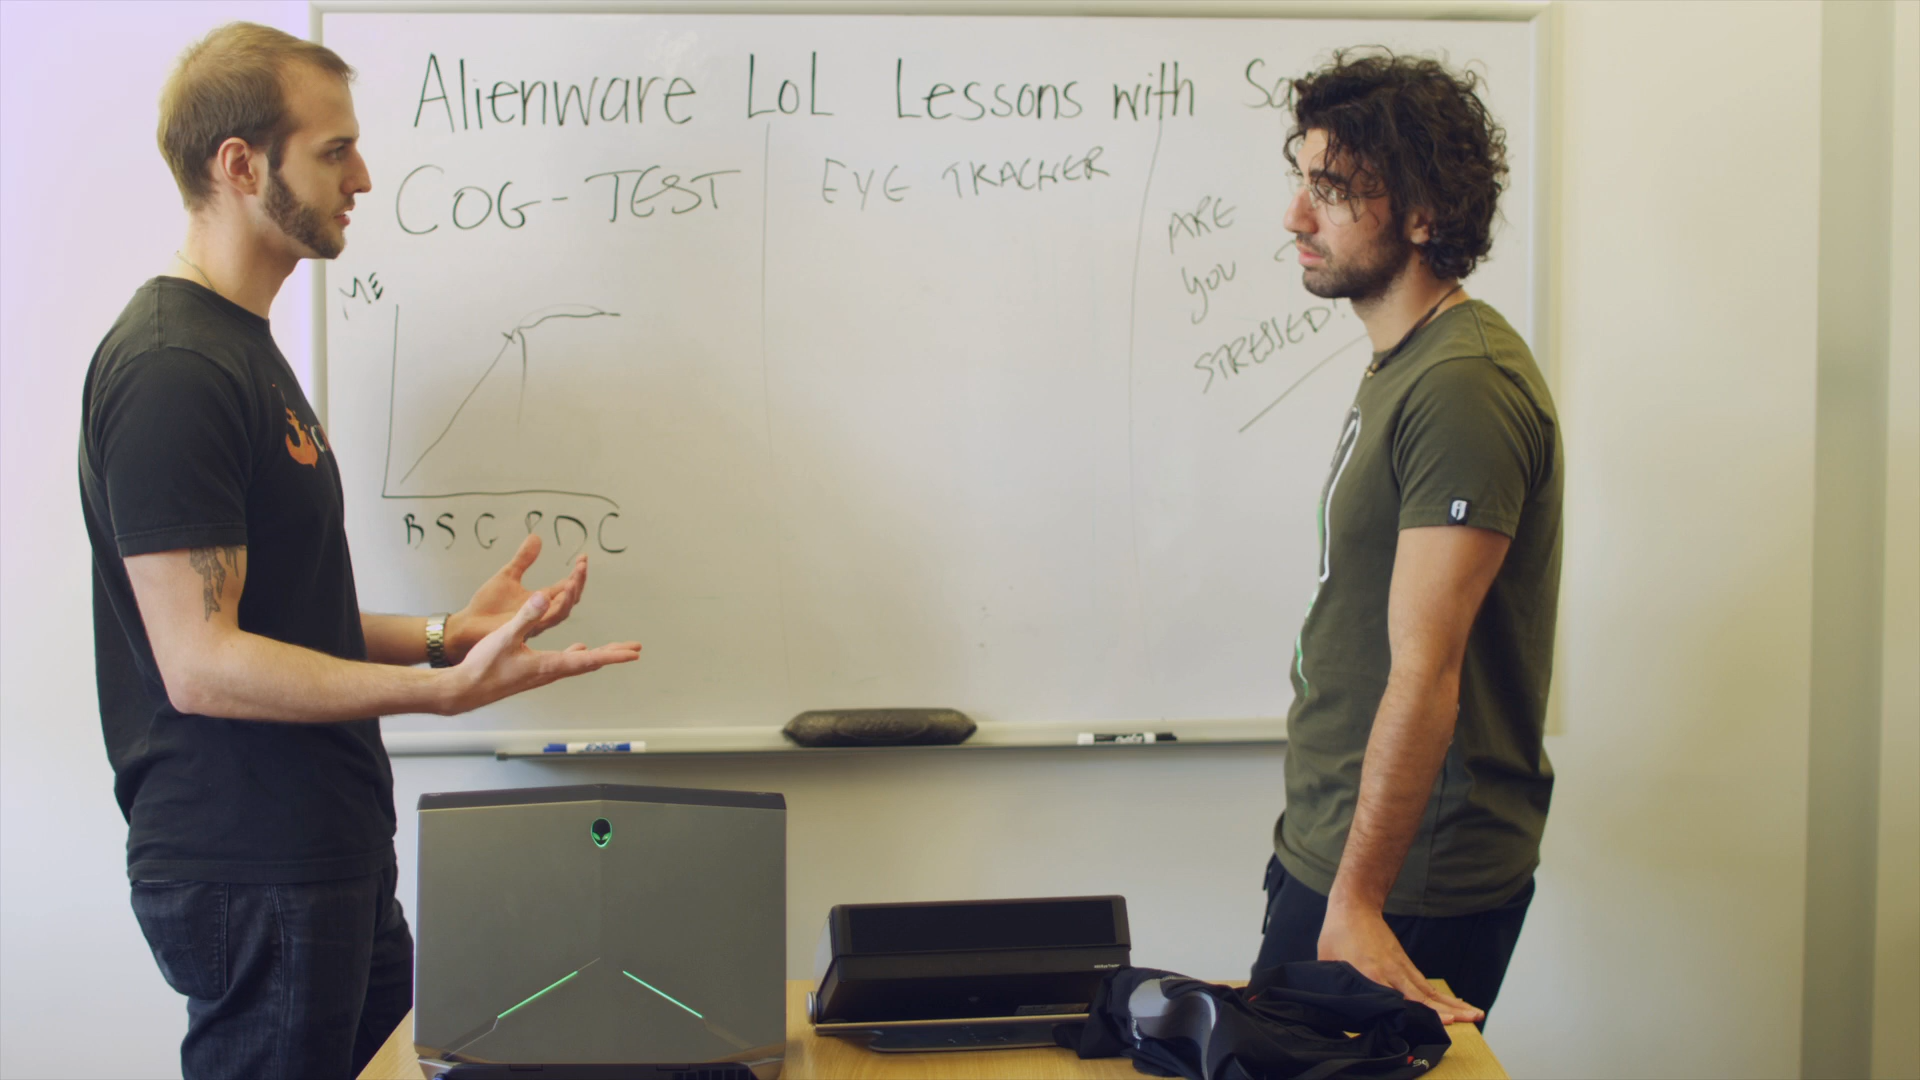 Alienware LoL Lessons with
COG-TEST
EYE TRACKER
ARE
YOU
STRESSED?
ME
B S G P D C